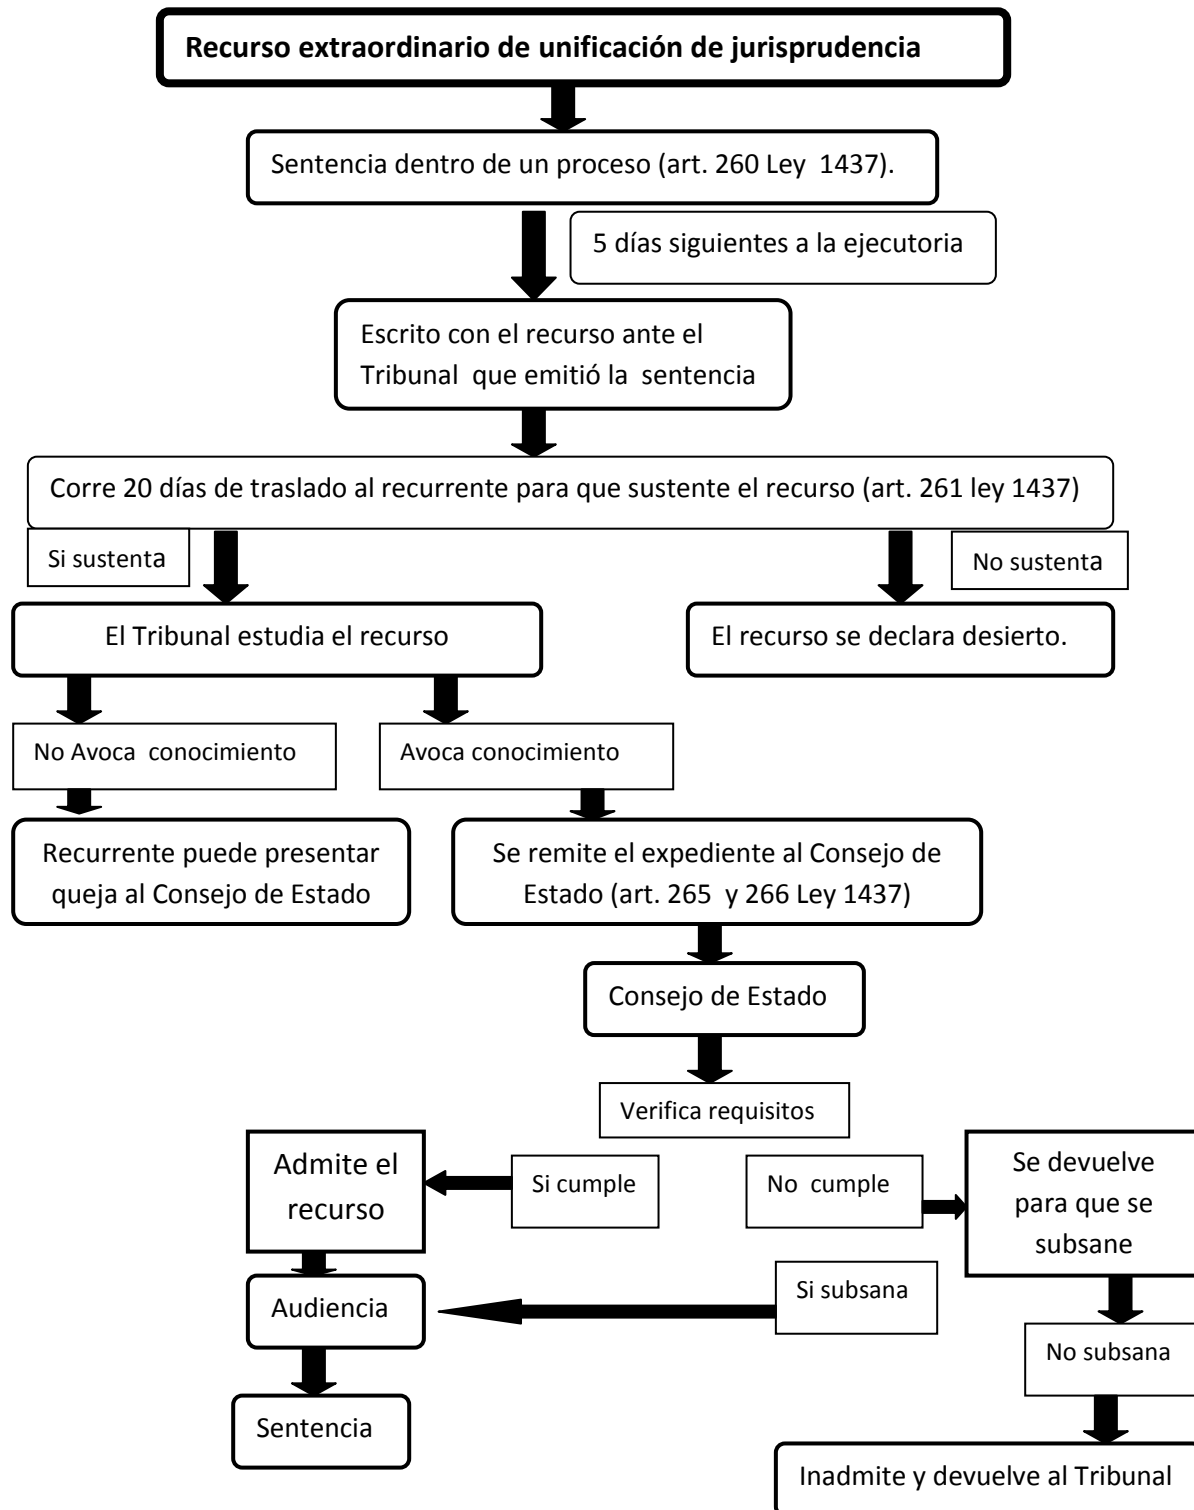 Recurso extraordinario de unificación de jurisprudencia
Sentencia dentro de un proceso (art. 260 Ley 1437).
5 días siguientes a la ejecutoria
Escrito con el recurso ante el
Tribunal que emitió la sentencia
Corre 20 días de traslado al recurrente para que sustente el recurso (art. 261 ley 1437)
Si sustenta
No sustenta
El Tribunal estudia el recurso
El recurso se declara desierto.
No Avoca conocimiento
Avoca conocimiento
Recurrente puede presentar
queja al Consejo de Estado
Se remite el expediente al Consejo de
Estado (art. 265 y 266 Ley 1437)
Consejo de Estado
Verifica requisitos
Admite el
recurso
Si cumple
No cumple
Se devuelve
para que se
subsane
Audiencia
Si subsana
No subsana
Sentencia
Inadmite y devuelve al Tribunal